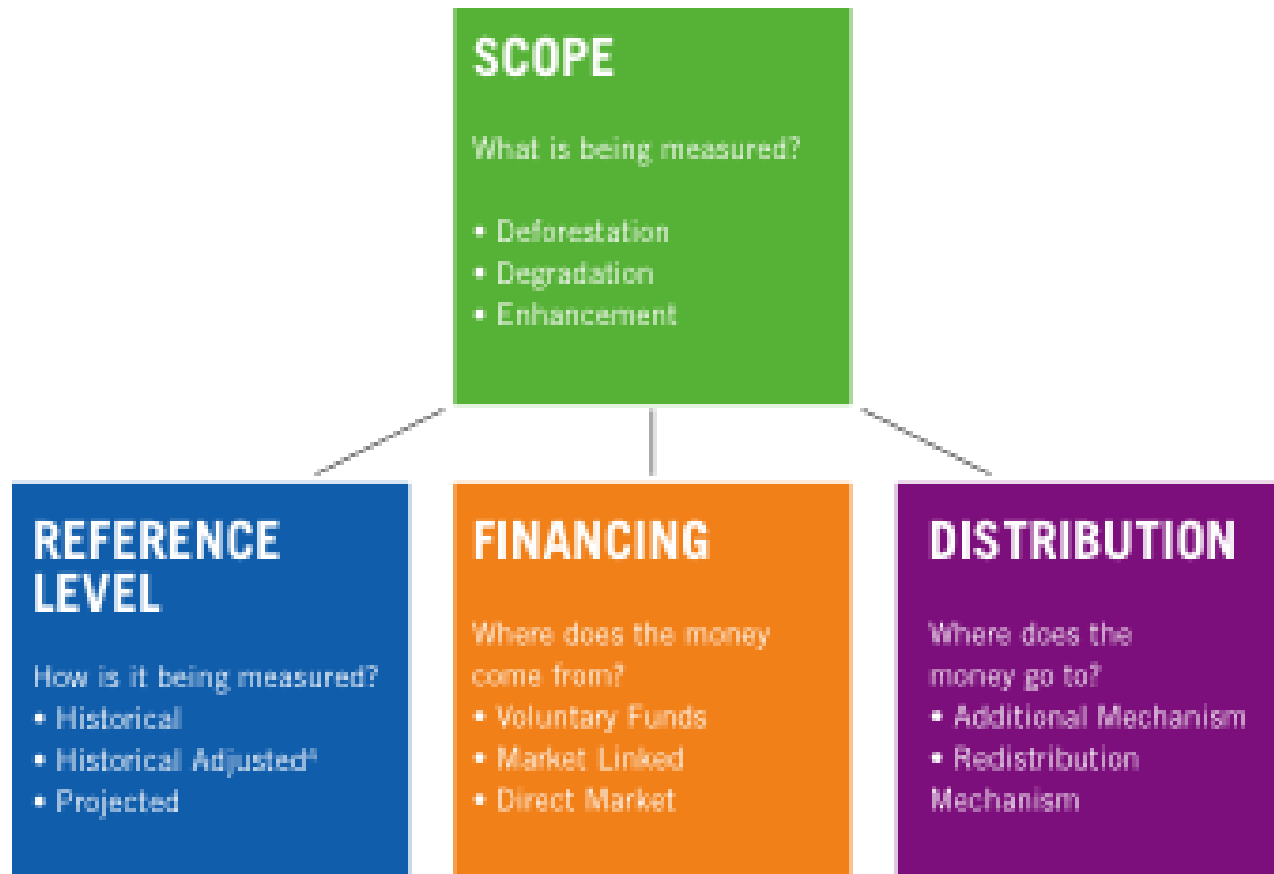 SCOPE
What is being measured?
• Deforestation
• Degradation
• Enhancement
REFERENCE
LEVEL
How is it being measured?
• Historical
• Historical Adjusted⁴
• Projected
FINANCING
Where does the money
come from?
• Voluntary Funds
• Market Linked
• Direct Market
DISTRIBUTION
Where does the
money go to?
• Additional Mechanism
• Redistribution
Mechanism